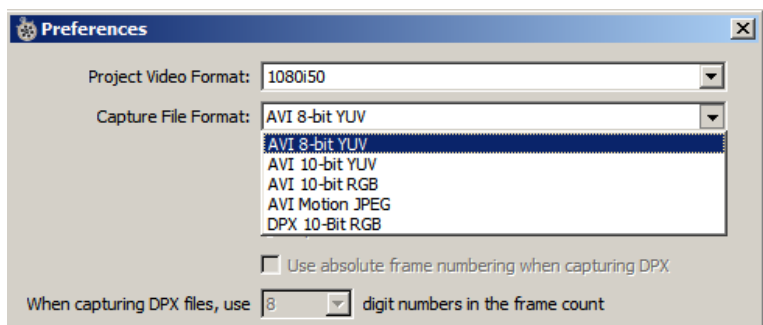 Preferences
Project Video Format: 1080i50
Capture File Format: AVI 8-bit YUV
AVI 8-bit YUV
AVI 10-bit YUV
AVI 10-bit RGB
AVI Motion JPEG
DPX 10-Bit RGB
Use absolute frame numbering when capturing DPX
When capturing DPX files, use 8 digit numbers in the frame count